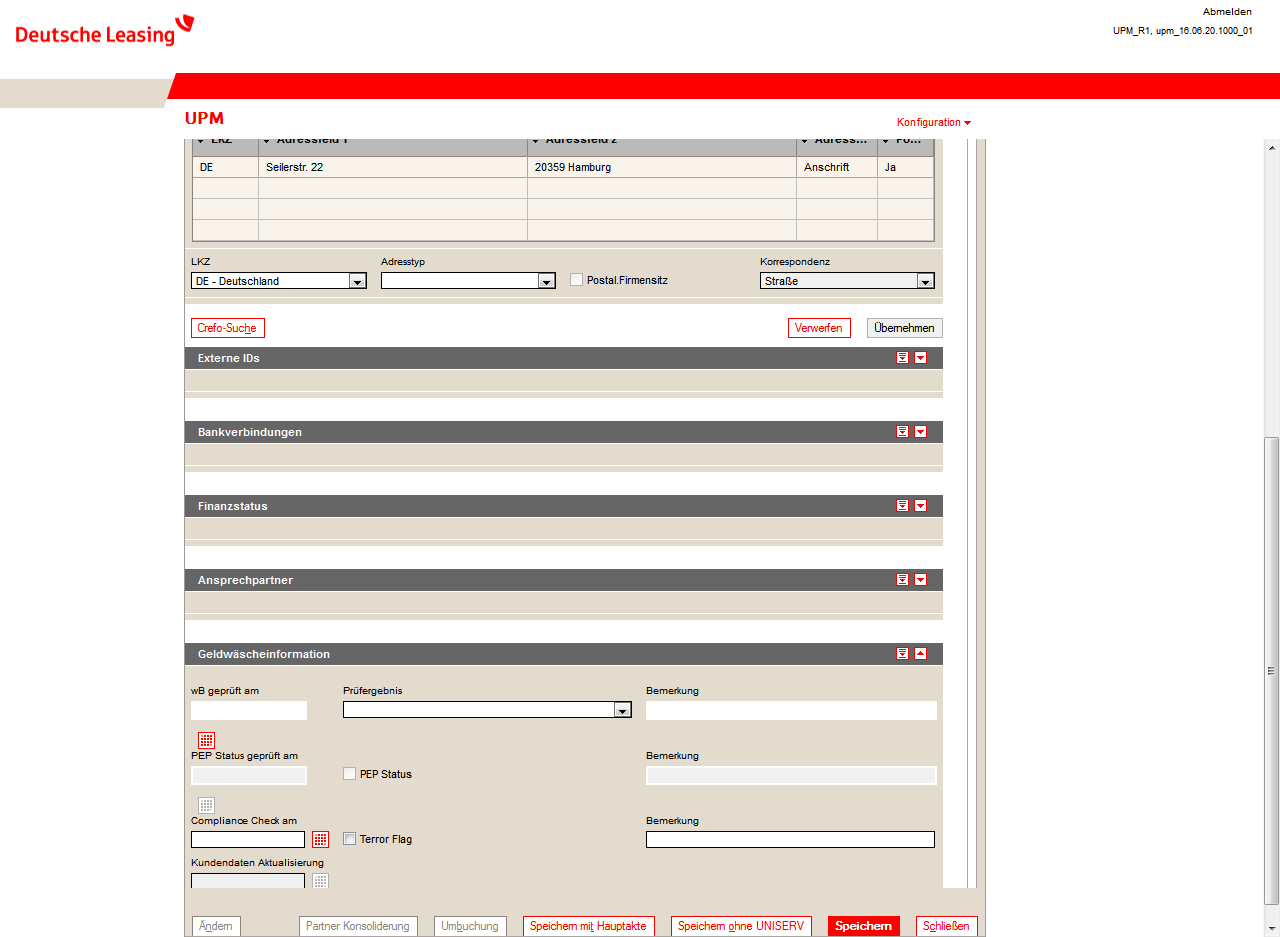 Deutsche Leasing
Abmelden
UPM_R1, upm_16.06.20.1000_01
UPM
Konfiguration
LKZ Adressfeld 1 Adressfeld 2 Adress... Po...
DE Seilerstr. 22 20359 Hamburg Anschrift Ja
LKZ Adresstyp Korrespondenz
DE - Deutschland Postal.Firmensitz Straße
Crefo-Suche Verwerfen Übernehmen
Externe IDs
Bankverbindungen
Finanzstatus
Ansprechpartner
Geldwäscheinformation
wB geprüft am Prüfergebnis Bemerkung
PEP Status geprüft am Bemerkung
PEP Status
Compliance Check am Bemerkung
Terror Flag
Kundendaten Aktualisierung
Ändern Partner Konsolidierung Umbuchung Speichern mit Hauptakte Speichern ohne UNISERV Speichern Schließen